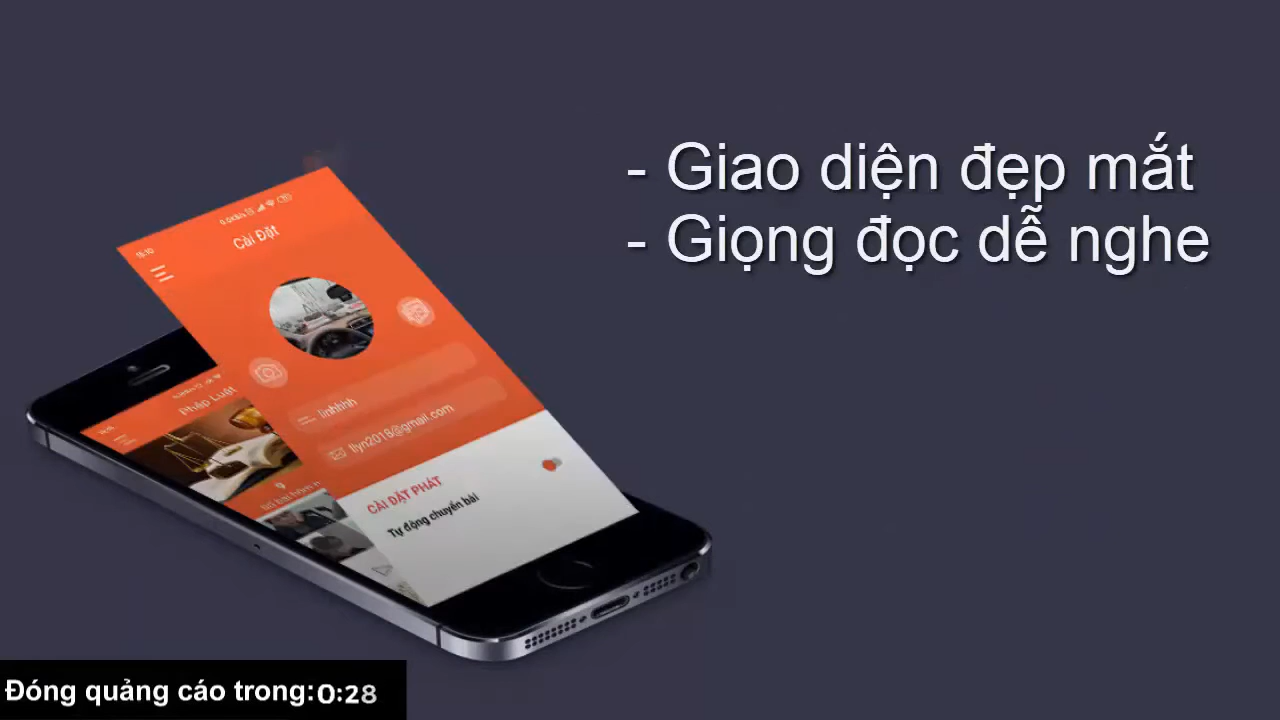 - Giao diện đẹp mắt
- Giọng đọc dễ nghe
Cài Đặt
linhhhh
llyn2018@gmail.com
CÀI ĐẶT PHÁT
Tự động chuyển bài
Pháp Luật
Đóng quảng cáo trong:0:28